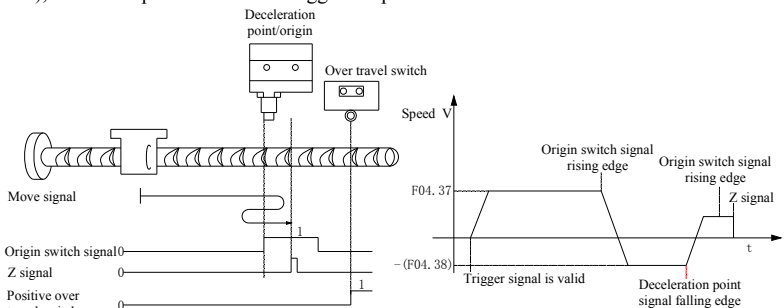 Deceleration
point/origin
Over travel switch
Speed V
Origin switch signal
rising edge
Origin switch signal
rising edge
Z signal
F04.37
Move signal
1
Origin switch signal0
t
Z signal 0
-(F04.38)
Trigger signal is valid
Deceleration point
signal falling edge
1
Positive over
0